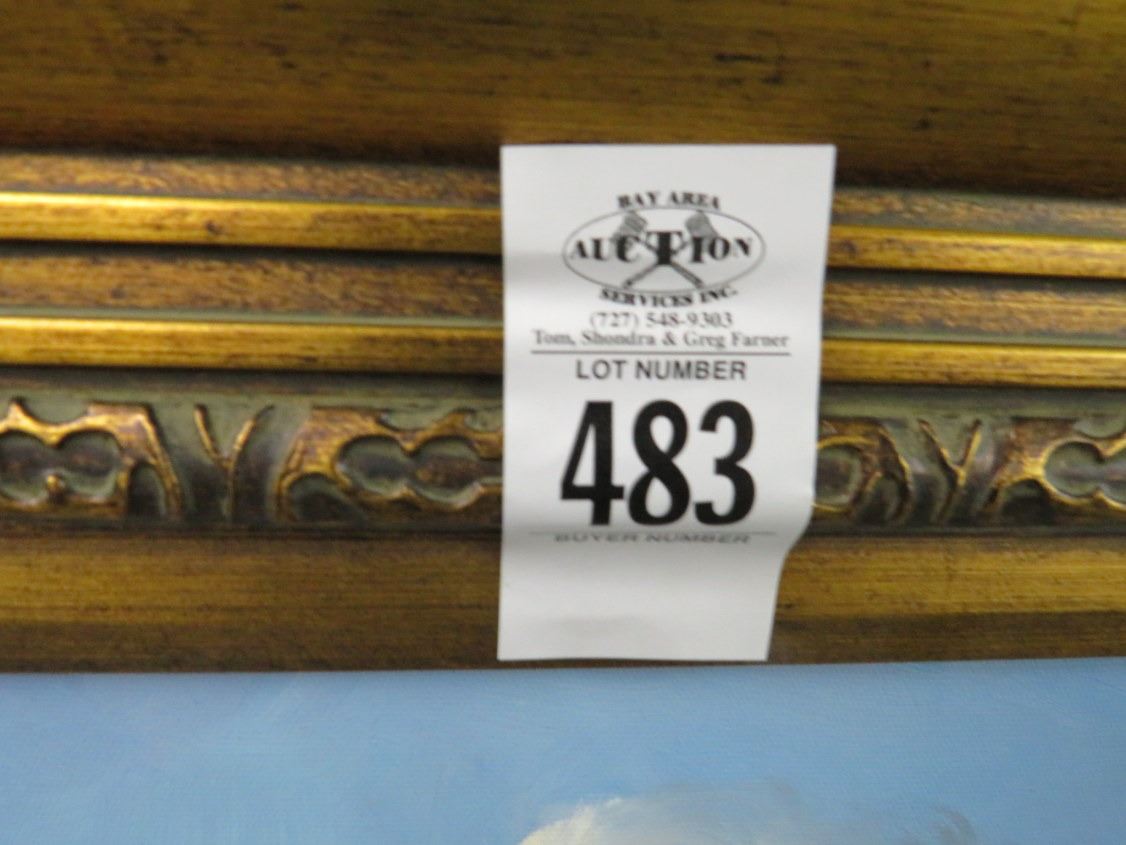 BAY AREA
AUCTION
SERVICES INC.
(727) 548-9303
Tom, Shondra & Greg Farner
LOT NUMBER
483
BUYER NUMBER